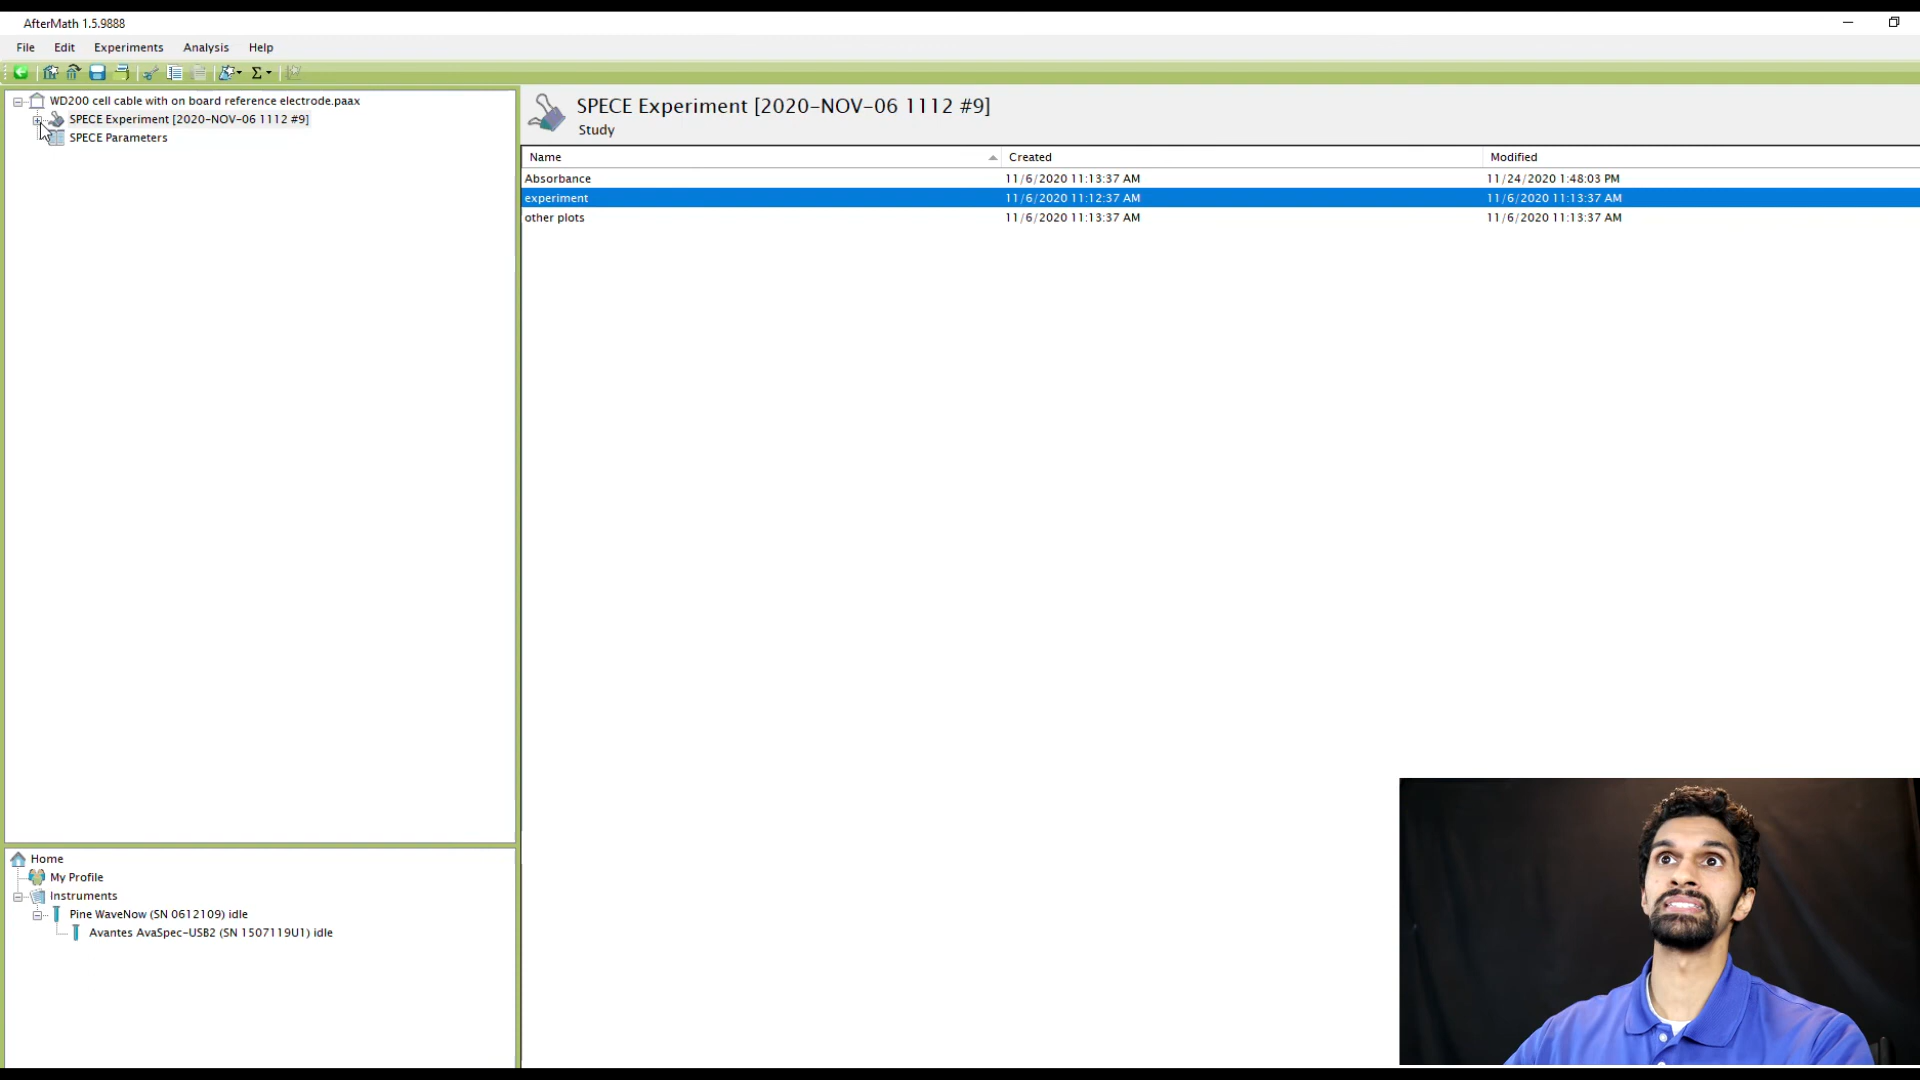 AfterMath 1.5.9888
File Edit Experiments Analysis Help
WD200 cell cable with on board reference electrode.paax
SPECE Experiment [2020-NOV-06 1112 #9]
SPECE Parameters
SPECE Experiment [2020-NOV-06 1112 #9]
Study
Name Created Modified
Absorbance 11/6/2020 11:13:37 AM 11/24/2020 1:48:03 PM
experiment 11/6/2020 11:12:37 AM 11/6/2020 11:13:37 AM
other plots 11/6/2020 11:13:37 AM 11/6/2020 11:13:37 AM
Home
My Profile
Instruments
Pine WaveNow (SN 0612109) idle
Avantes AvaSpec-USB2 (SN 1507119U1) idle